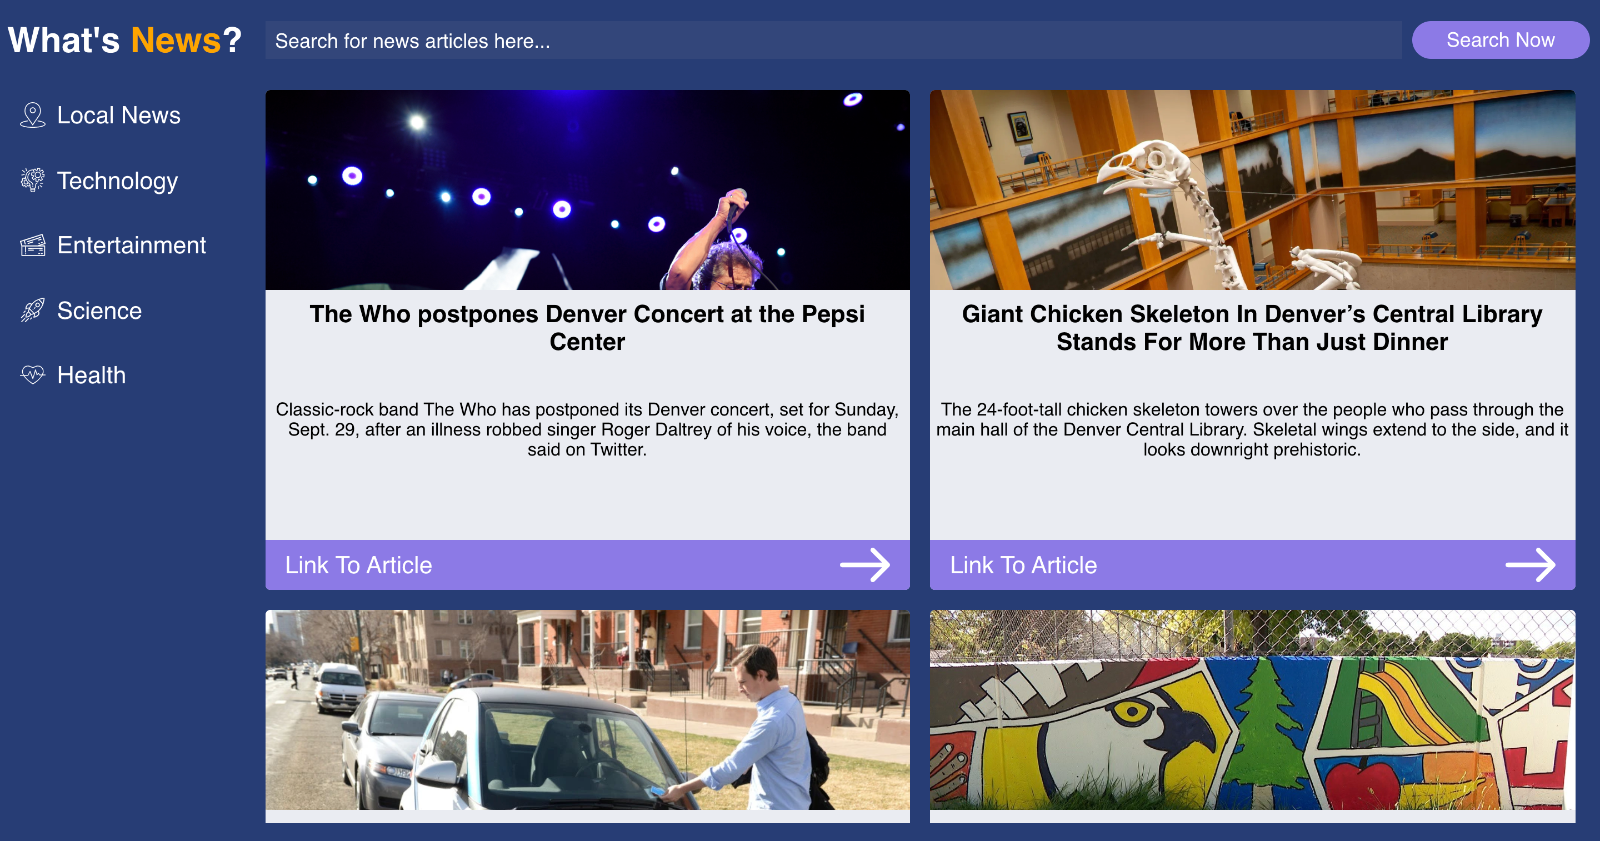 What's News?
Search for news articles here...
Search Now
Local News
Technology
Entertainment
Science
Health
The Who postpones Denver Concert at the Pepsi
Center
Classic-rock band The Who has postponed its Denver concert, set for Sunday,
Sept. 29, after an illness robbed singer Roger Daltrey of his voice, the band
said on Twitter.
Link To Article
Giant Chicken Skeleton In Denver’s Central Library
Stands For More Than Just Dinner
The 24-foot-tall chicken skeleton towers over the people who pass through the
main hall of the Denver Central Library. Skeletal wings extend to the side, and it
looks downright prehistoric.
Link To Article